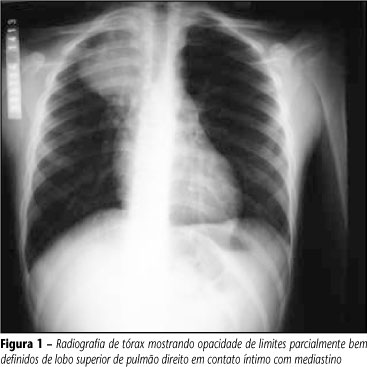 Figura 1 – Radiografia de tórax mostrando opacidade de limites parcialmente bem
definidos de lobo superior de pulmão direito em contato íntimo com mediastino